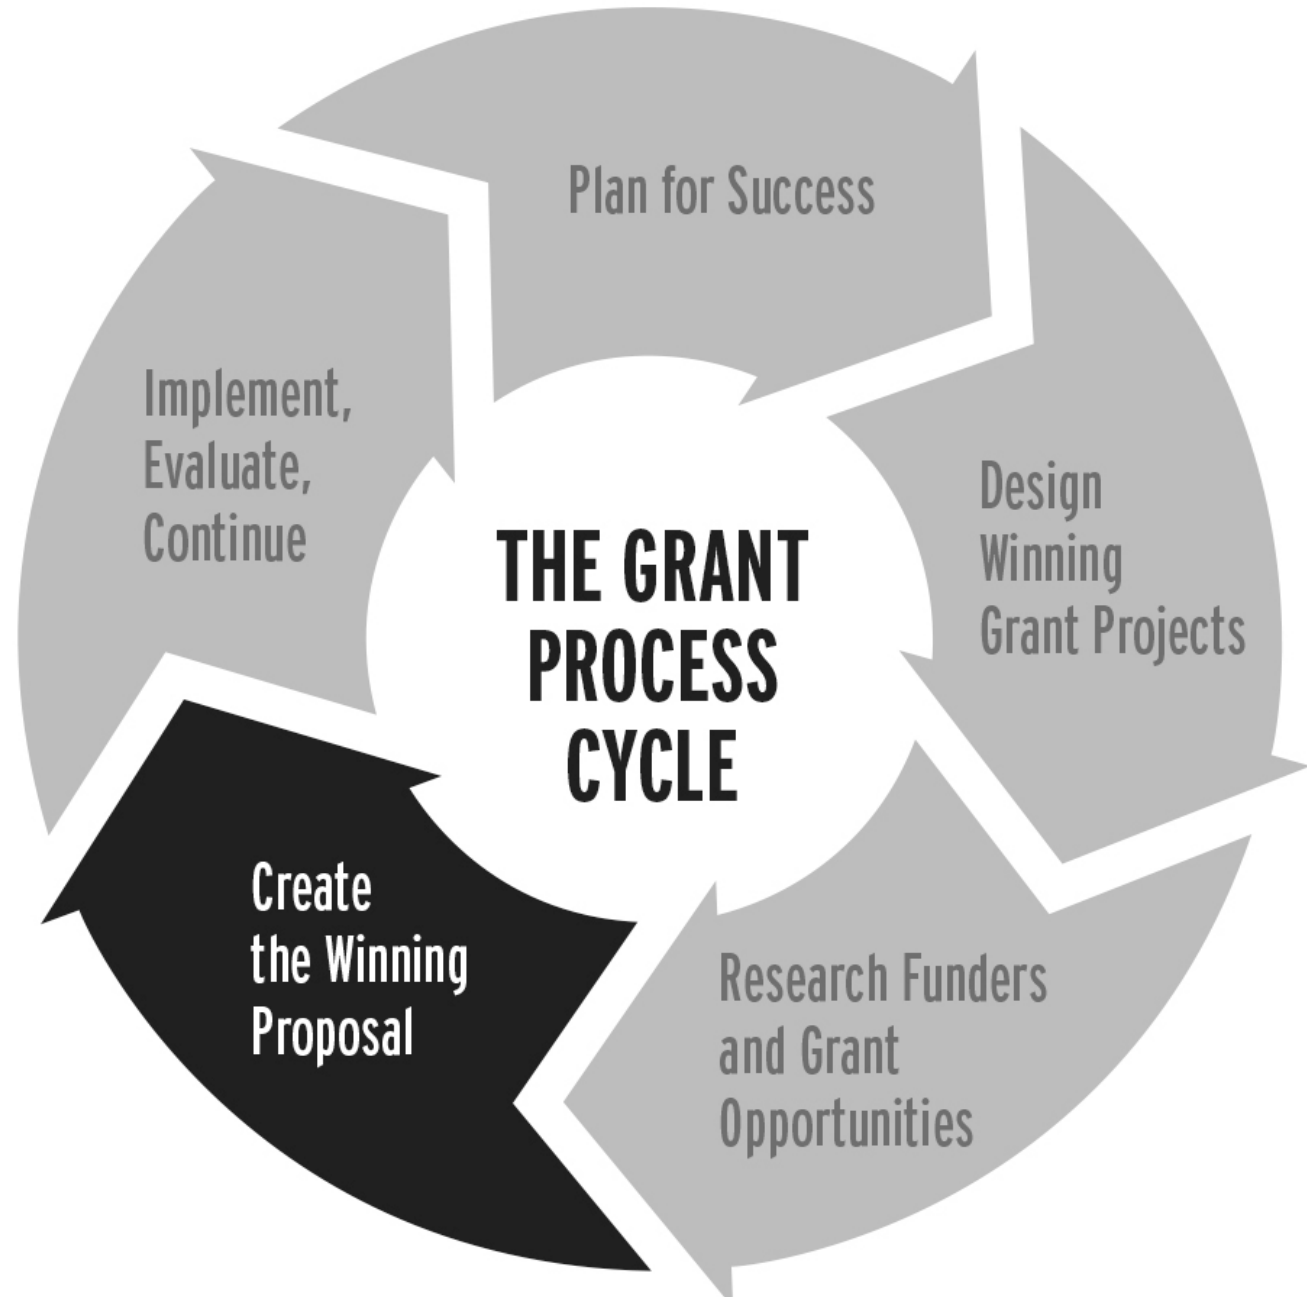 Plan for Success
Design
Winning
Grant Projects
Research Funders
and Grant
Opportunities
Create
the Winning
Proposal
Implement,
Evaluate,
Continue
THE GRANT
PROCESS
CYCLE